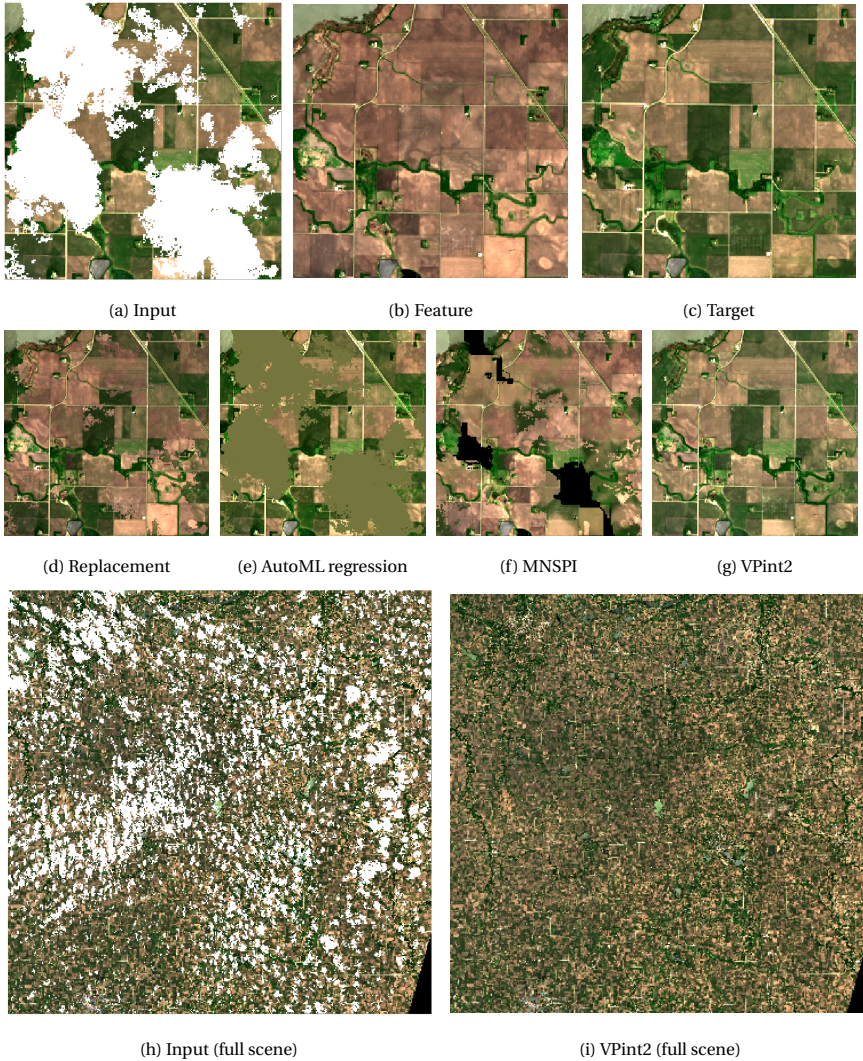 (a) Input
(b) Feature
(c) Target
(d) Replacement
(e) AutoML regression
(f) MNSPI
(g) VPint2
(h) Input (full scene)
(i) VPint2 (full scene)